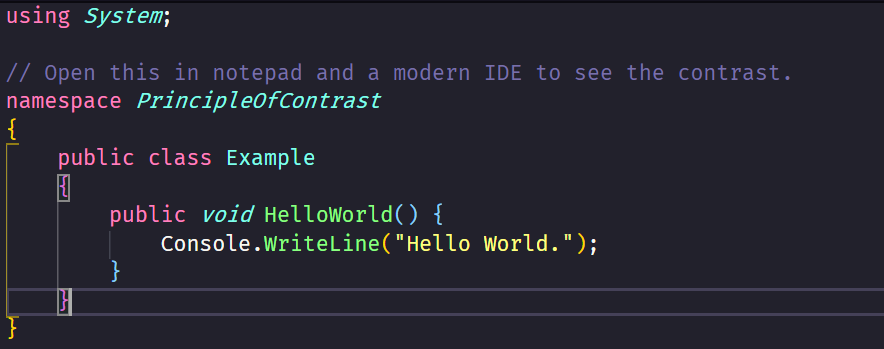 using System;

// Open this in notepad and a modern IDE to see the contrast.
namespace PrincipleOfContrast
{
    public class Example
    {
        public void HelloWorld() {
            Console.WriteLine("Hello World.");
        }
    }
}